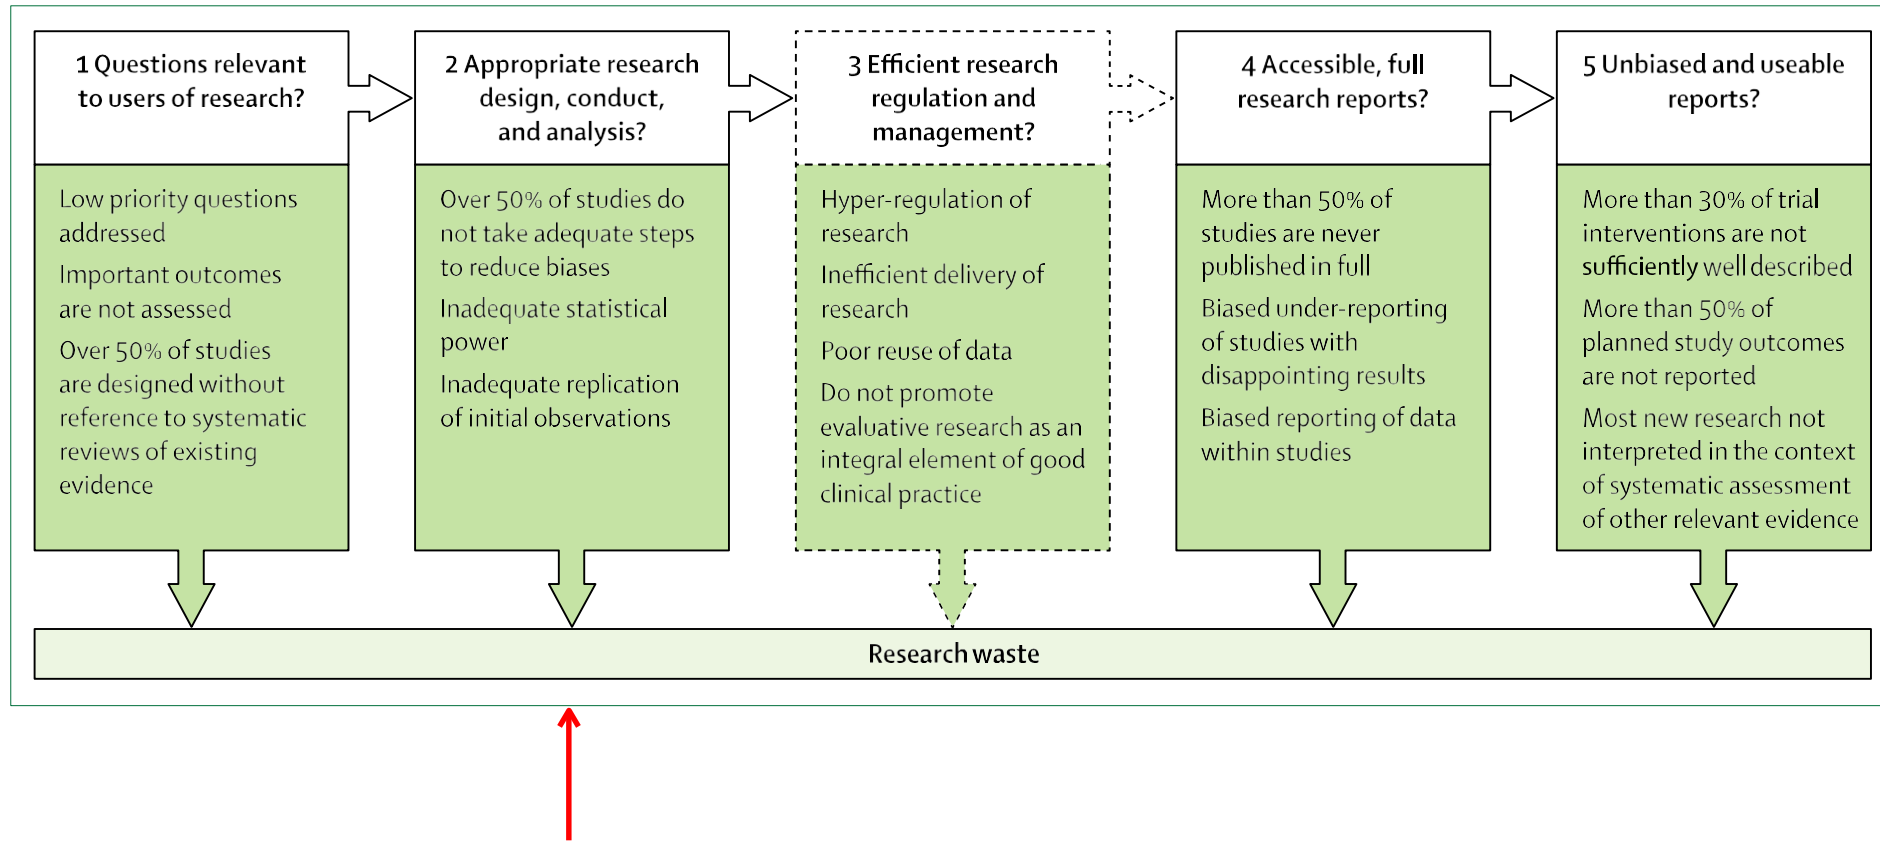 1 Questions relevant
to users of research?
Low priority questions
addressed
Important outcomes
are not assessed
Over 50% of studies
are designed without
reference to systematic
reviews of existing
evidence
2 Appropriate research
design, conduct,
and analysis?
Over 50% of studies do
not take adequate steps
to reduce biases
Inadequate statistical
power
Inadequate replication
of initial observations
3 Efficient research
regulation and
management?
Hyper-regulation of
research
Inefficient delivery of
research
Poor reuse of data
Do not promote
evaluative research as an
integral element of good
clinical practice
4 Accessible, full
research reports?
More than 50% of
studies are never
published in full
Biased under-reporting
of studies with
disappointing results
Biased reporting of data
within studies
5 Unbiased and useable
reports?
More than 30% of trial
interventions are not
sufficiently well described
More than 50% of
planned study outcomes
are not reported
Most new research not
interpreted in the context
of systematic assessment
of other relevant evidence
Research waste